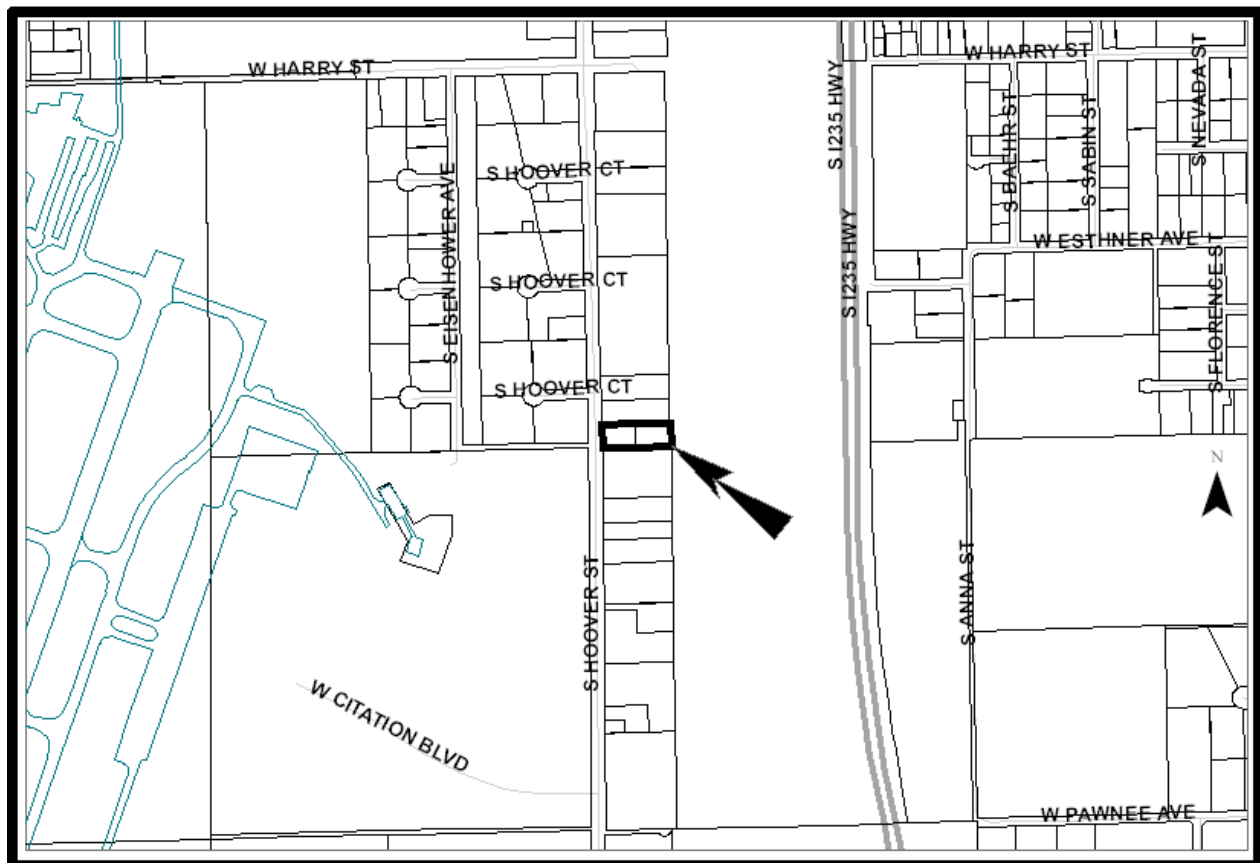 W HARRY ST
W HARRY ST
S I235 HWY
S NEVADA ST
S BAEHR ST
S SABIN ST
S HOOVER CT
S EISENHOWER AVE
S I235 HWY
W ESTHNER AVE
S HOOVER CT
S FLORENCE ST
S HOOVER CT
N
S HOOVER ST
S ANNA ST
W CITATION BLVD
W PAWNEE AVE